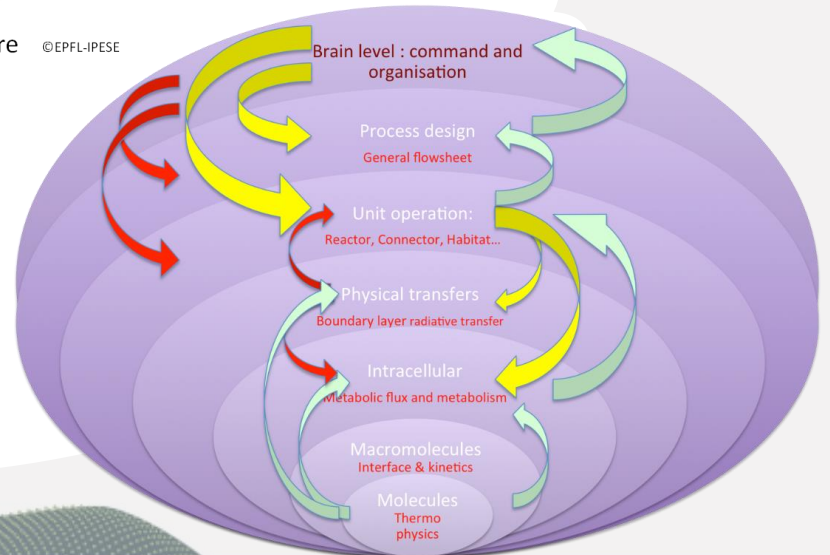 re ©EPFL-IPESE
Brain level : command and
organisation
Process design
General flowsheet
Unit operation:
Reactor, Connector, Habitat...
Physical transfers
Boundary layer radiative transfer
Intracellular
Metabolic flux and metabolism
Macromolecules
Interface & kinetics
Molecules
Thermo
physics